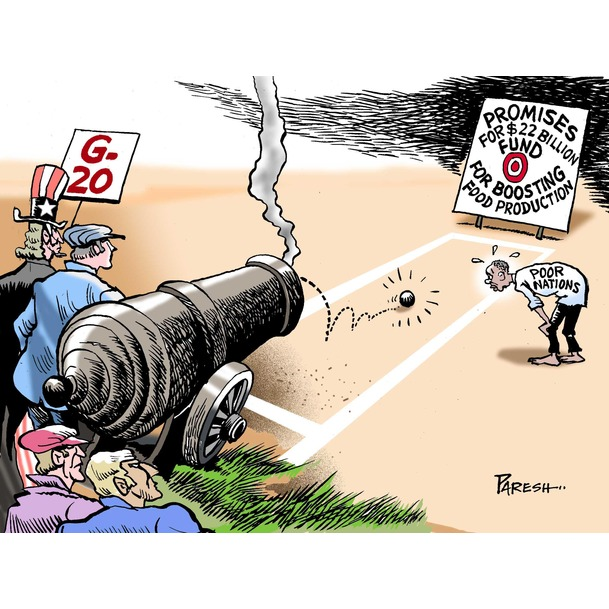 G-
20
PROMISES
FOR $22 BILLION
FUND
FOR BOOSTING
FOOD PRODUCTION
POOR
NATIONS
PARESH..